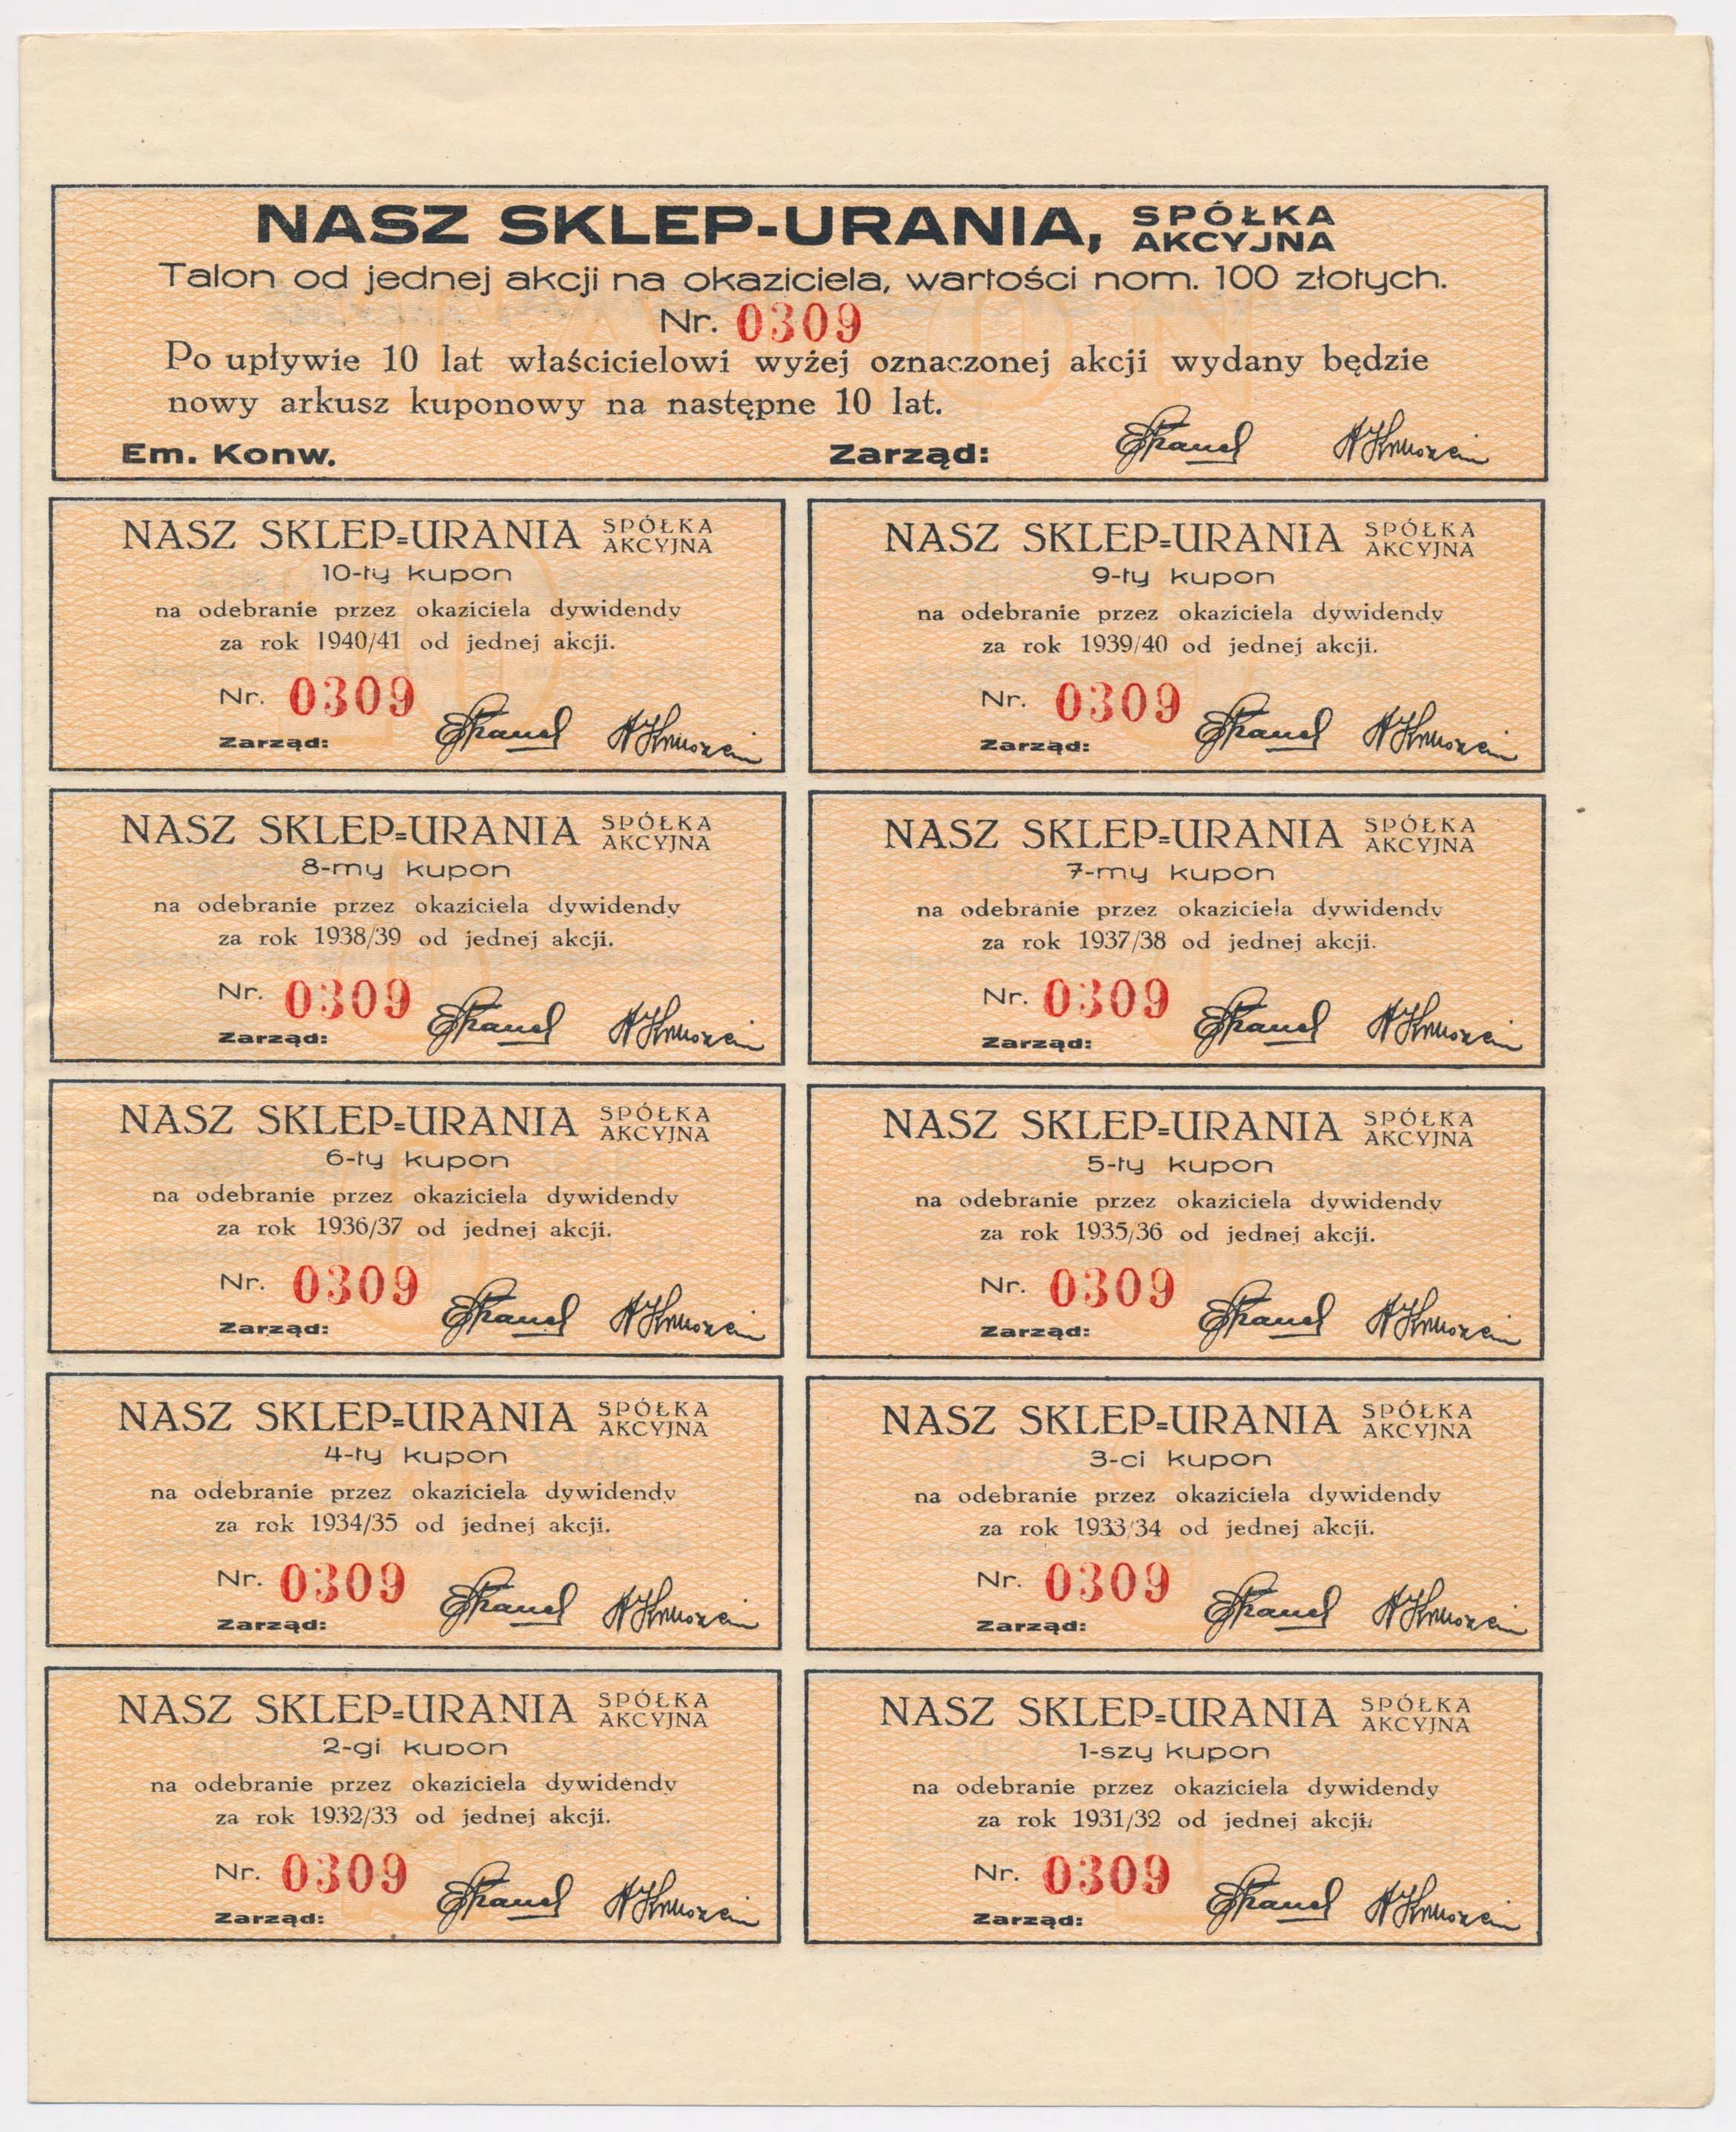 NASZ SKLEP-URANIA, SPÓŁKA AKCYJNA
Talon od jednej akcji na okaziciela, wartości nom. 100 złotych.
Nr. 0309
Po upływie 10 lat właścicielowi wyżej oznaczonej akcji wydany będzie
nowy arkusz kuponowy na następne 10 lat.
Em. Konw. Zarząd:
NASZ SKLEP=URANIA SPÓŁKA AKCYJNA
10-ty kupon
na odebranie przez okaziciela dywidendy
za rok 1940/41 od jednej akcji.
Nr. 0309
Zarząd:
NASZ SKLEP=URANIA SPÓŁKA AKCYJNA
9-ty kupon
na odebranie przez okaziciela dywidendy
za rok 1939/40 od jednej akcji.
Nr. 0309
Zarząd:
NASZ SKLEP=URANIA SPÓŁKA AKCYJNA
8-my kupon
na odebranie przez okaziciela dywidendy
za rok 1938/39 od jednej akcji.
Nr. 0309
Zarząd:
NASZ SKLEP=URANIA SPÓŁKA AKCYJNA
7-my kupon
na odebranie przez okaziciela dywidendy
za rok 1937/38 od jednej akcji.
Nr. 0309
Zarząd:
NASZ SKLEP=URANIA SPÓŁKA AKCYJNA
6-ty kupon
na odebranie przez okaziciela dywidendy
za rok 1936/37 od jednej akcji.
Nr. 0309
Zarząd:
NASZ SKLEP=URANIA SPÓŁKA AKCYJNA
5-ty kupon
na odebranie przez okaziciela dywidendy
za rok 1935/36 od jednej akcji.
Nr. 0309
Zarząd:
NASZ SKLEP=URANIA SPÓŁKA AKCYJNA
4-ty kupon
na odebranie przez okaziciela dywidendy
za rok 1934/35 od jednej akcji.
Nr. 0309
Zarząd:
NASZ SKLEP=URANIA SPÓŁKA AKCYJNA
3-ci kupon
na odebranie przez okaziciela dywidendy
za rok 1933/34 od jednej akcji.
Nr. 0309
Zarząd:
NASZ SKLEP=URANIA SPÓŁKA AKCYJNA
2-gi kupon
na odebranie przez okaziciela dywidendy
za rok 1932/33 od jednej akcji.
Nr. 0309
Zarząd:
NASZ SKLEP=URANIA SPÓŁKA AKCYJNA
1-szy kupon
na odebranie przez okaziciela dywidendy
za rok 1931/32 od jednej akcji.
Nr. 0309
Zarząd: